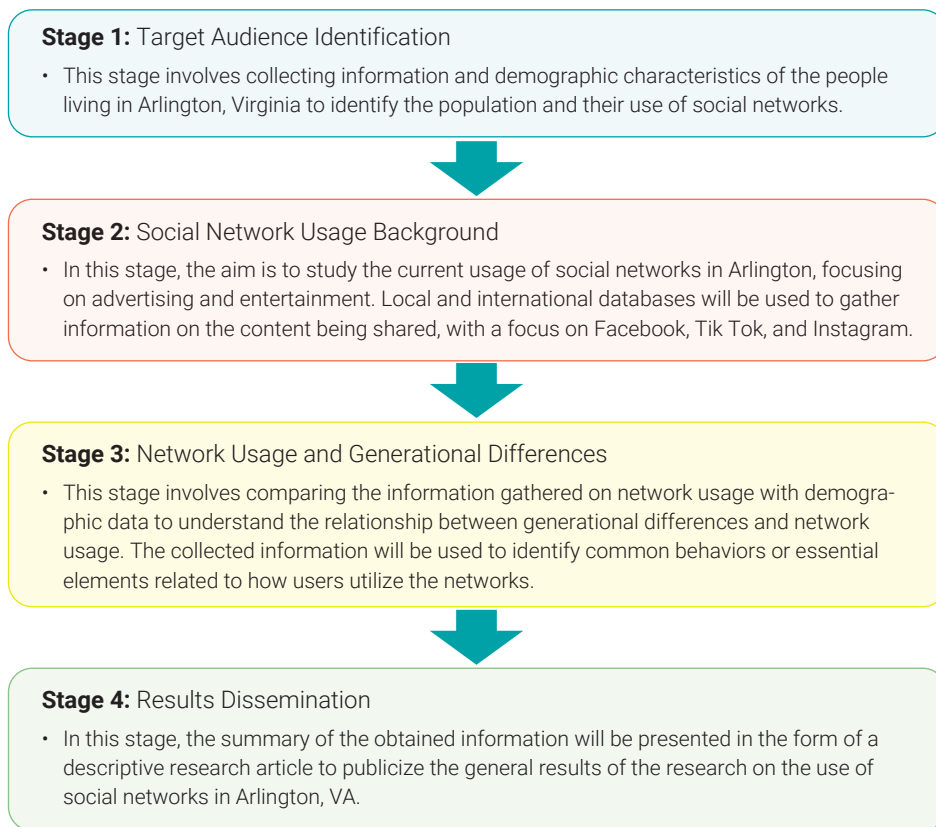 Stage 1: Target Audience Identification
• This stage involves collecting information and demographic characteristics of the people
living in Arlington, Virginia to identify the population and their use of social networks.
Stage 2: Social Network Usage Background
• In this stage, the aim is to study the current usage of social networks in Arlington, focusing
on advertising and entertainment. Local and international databases will be used to gather
information on the content being shared, with a focus on Facebook, Tik Tok, and Instagram.
Stage 3: Network Usage and Generational Differences
• This stage involves comparing the information gathered on network usage with demogra-
phic data to understand the relationship between generational differences and network
usage. The collected information will be used to identify common behaviors or essential
elements related to how users utilize the networks.
Stage 4: Results Dissemination
• In this stage, the summary of the obtained information will be presented in the form of a
descriptive research article to publicize the general results of the research on the use of
social networks in Arlington, VA.